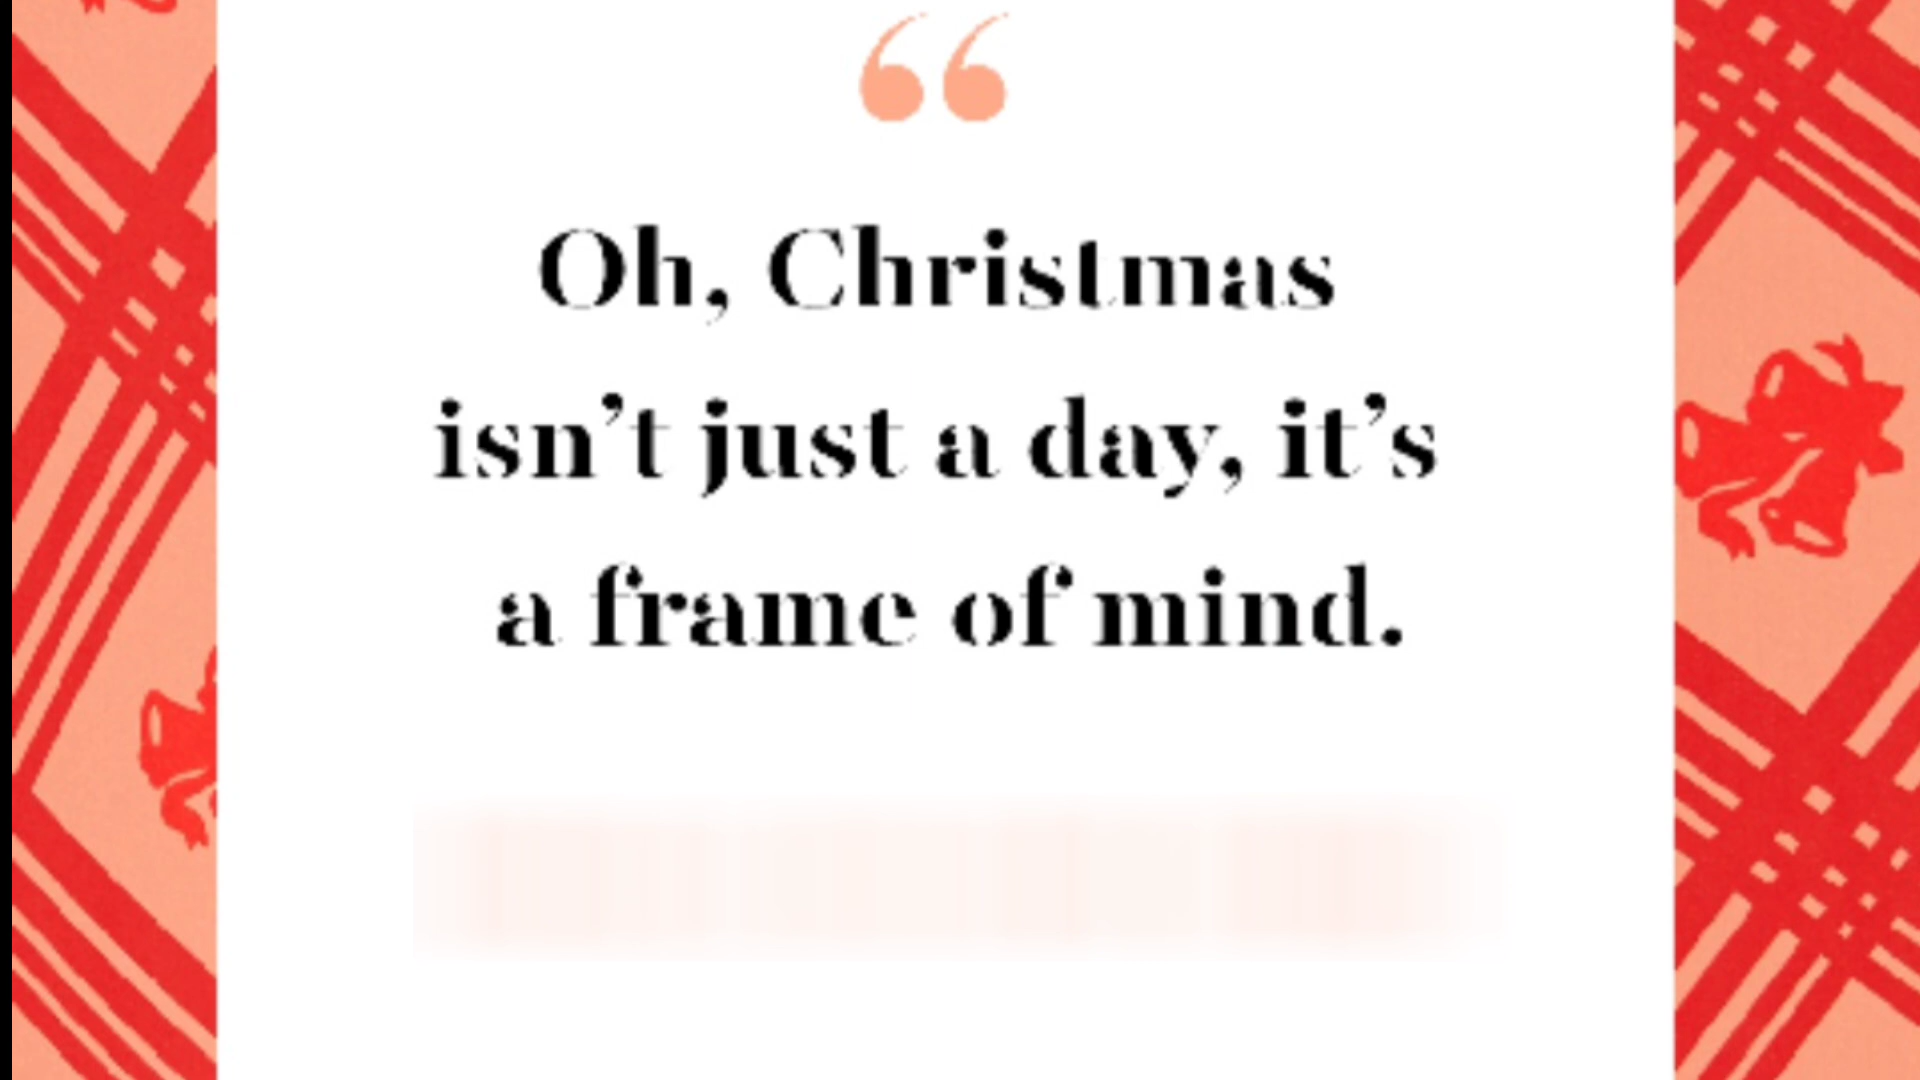 “
Oh, Christmas
isn’t just a day, it’s
a frame of mind.